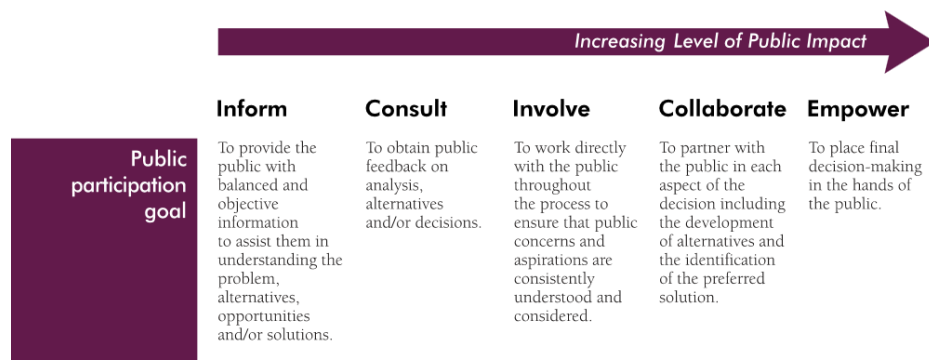 Increasing Level of Public Impact
Inform
Consult
Involve
Collaborate
Empower
Public
participation
goal
To provide the
public with
balanced and
objective
information
to assist them in
understanding the
problem,
alternatives,
opportunities
and/or solutions.
To obtain public
feedback on
analysis,
alternatives
and/or decisions.
To work directly
with the public
throughout
the process to
ensure that public
concerns and
aspirations are
consistently
understood and
considered.
To partner with
the public in each
aspect of the
decision including
the development
of alternatives and
the identification
of the preferred
solution.
To place final
decision-making
in the hands of
the public.